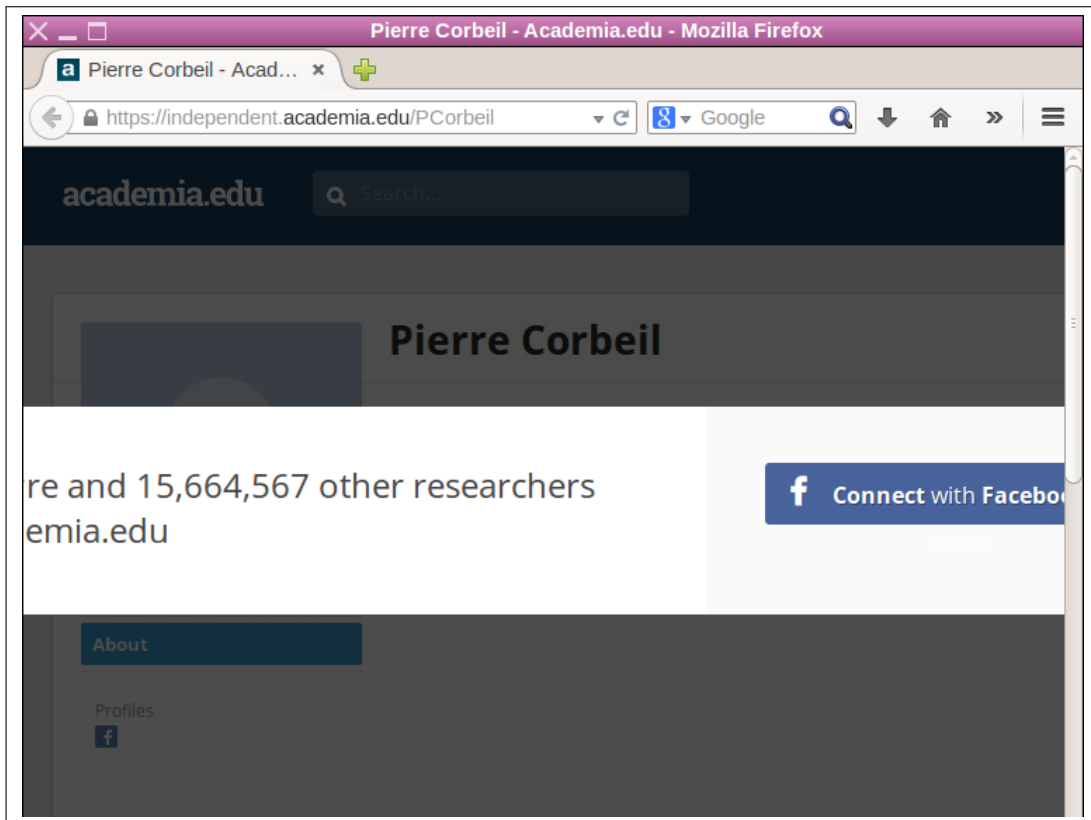 Pierre Corbeil - Academia.edu - Mozilla Firefox
a Pierre Corbeil - Acad...
https://independent.academia.edu/PCorbeil
8 Google
academia.edu Search...
Pierre Corbeil
re and 15,664,567 other researchers
emia.edu
f Connect with Faceboo
About
Profiles
f